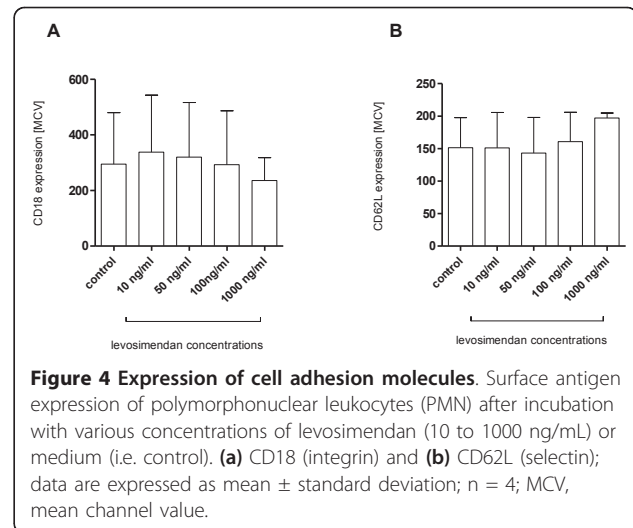 A
B
600
400
200
0
CD18 expression [MCV]
control
10 ng/ml
50 ng/ml
100ng/ml
1000 ng/ml
levosimendan concentrations
250
200
150
100
50
0
CD62L expression [MCV]
control
10 ng/ml
50 ng/ml
100 ng/ml
1000 ng/ml
levosimendan concentrations
Figure 4 Expression of cell adhesion molecules. Surface antigen
expression of polymorphonuclear leukocytes (PMN) after incubation
with various concentrations of levosimendan (10 to 1000 ng/mL) or
medium (i.e. control). (a) CD18 (integrin) and (b) CD62L (selectin);
data are expressed as mean ± standard deviation; n = 4; MCV,
mean channel value.